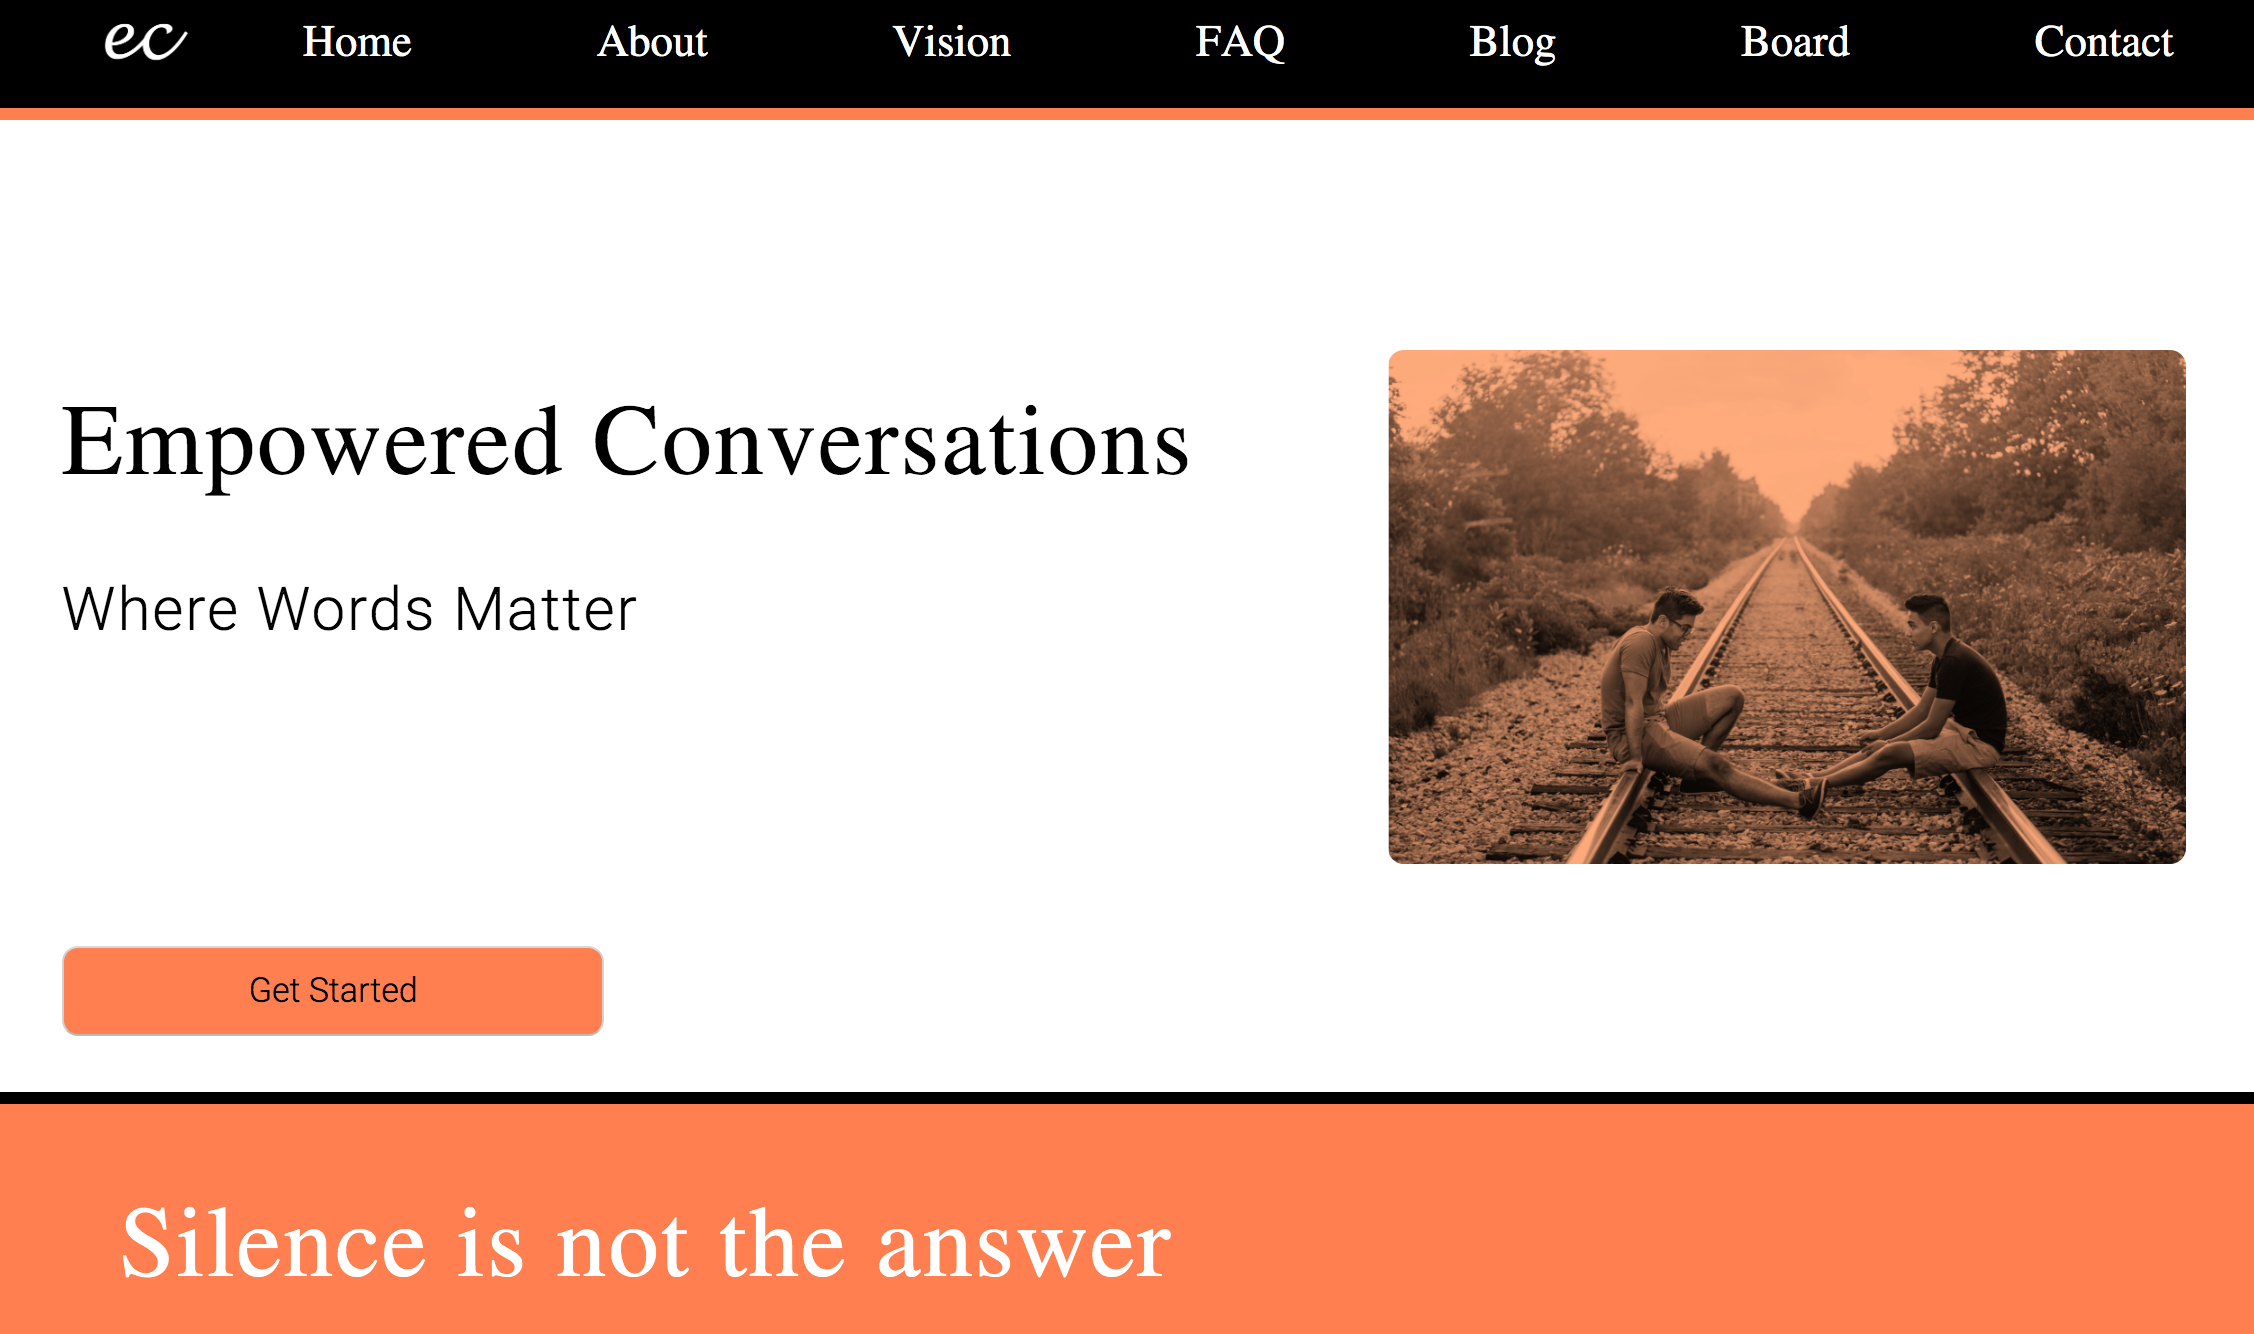 ec Home About Vision FAQ Blog Board Contact
Empowered Conversations
Where Words Matter
Get Started
Silence is not the answer